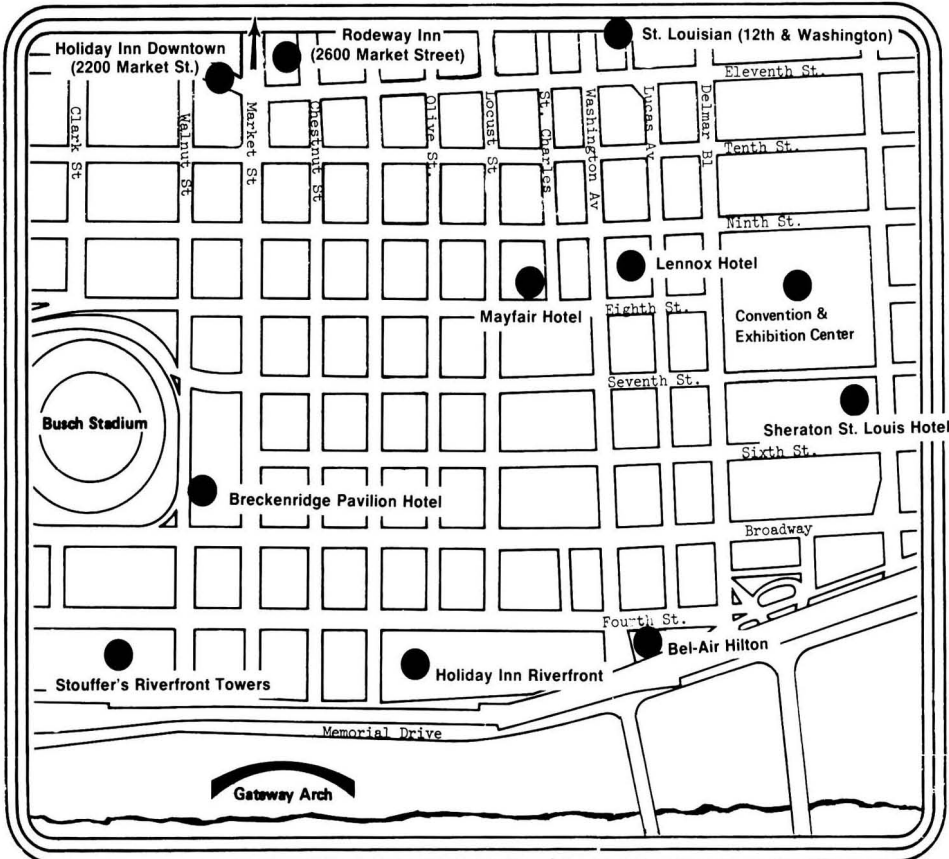 Holiday Inn Downtown
(2200 Market St.)
Rodeway Inn
(2600 Market Street)
St. Louisian (12th & Washington)
Eleventh St.
Clark St
Walnut St
Market St
Chestnut St
Olive St.
Locust St
St. Charles
Washington Av
Lucas Av
Delmar Bl
Tenth St.
Ninth St.
Lennox Hotel
Mayfair Hotel
Eighth St.
Convention &
Exhibition Center
Seventh St.
Busch Stadium
Sheraton St. Louis Hotel
Sixth St.
Breckenridge Pavilion Hotel
Broadway
Fourth St.
Bel-Air Hilton
Stouffer's Riverfront Towers
Holiday Inn Riverfront
Memorial Drive
Gateway Arch